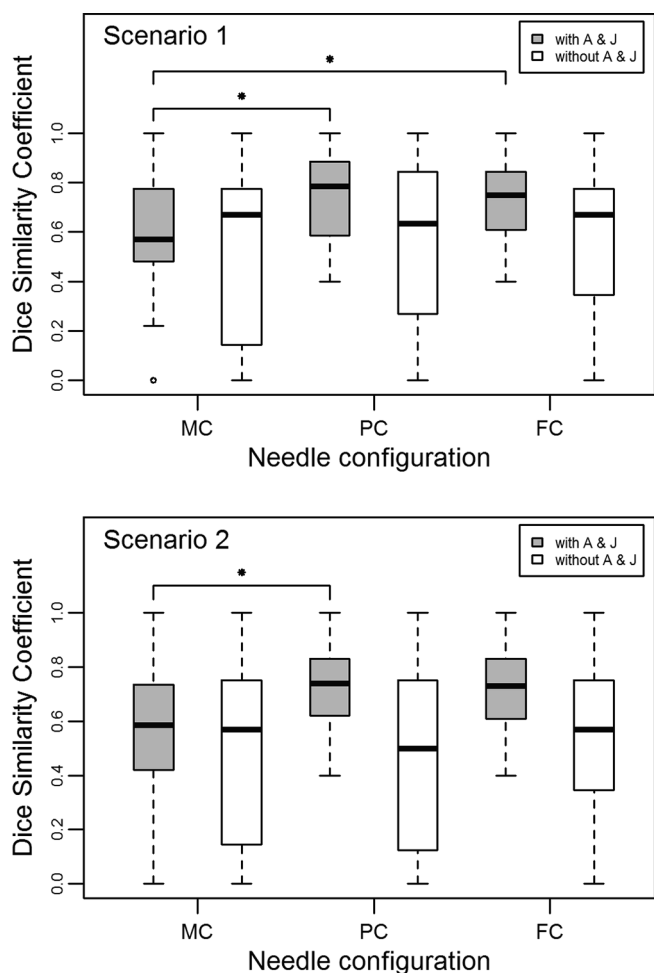 Scenario 1
with A & J
without A & J
*
*
Dice Similarity Coefficient
1.0
0.8
0.6
0.4
0.2
0.0
MC PC FC
Needle configuration
Scenario 2
with A & J
without A & J
*
Dice Similarity Coefficient
1.0
0.8
0.6
0.4
0.2
0.0
MC PC FC
Needle configuration